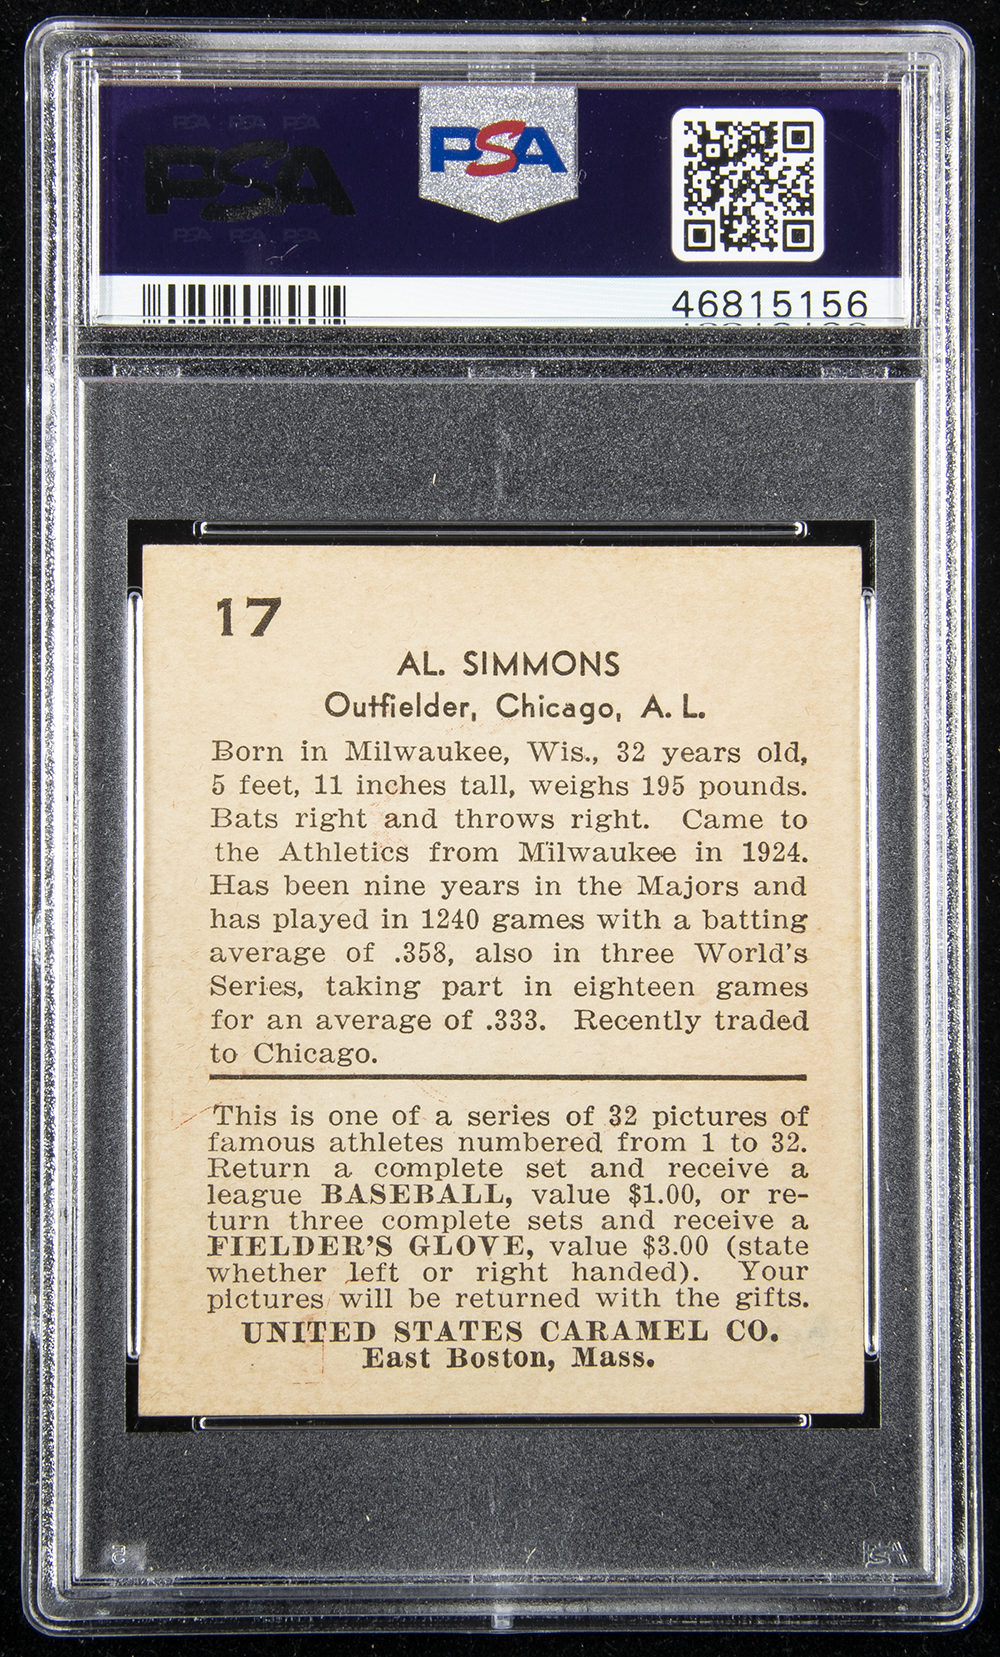 PSA PSA PSA
PSA
PSA PSA PSA
PSA
46815156
17
AL. SIMMONS
Outfielder, Chicago, A. L.
Born in Milwaukee, Wis., 32 years old,
5 feet, 11 inches tall, weighs 195 pounds.
Bats right and throws right. Came to
the Athletics from Milwaukee in 1924.
Has been nine years in the Majors and
has played in 1240 games with a batting
average of .358, also in three World's
Series, taking part in eighteen games
for an average of .333. Recently traded
to Chicago.
This is one of a series of 32 pictures of
famous athletes numbered from 1 to 32.
Return a complete set and receive a
league BASEBALL, value $1.00, or re-
turn three complete sets and receive a
FIELDER'S GLOVE, value $3.00 (state
whether left or right handed). Your
pictures will be returned with the gifts.
UNITED STATES CARAMEL CO.
East Boston, Mass.